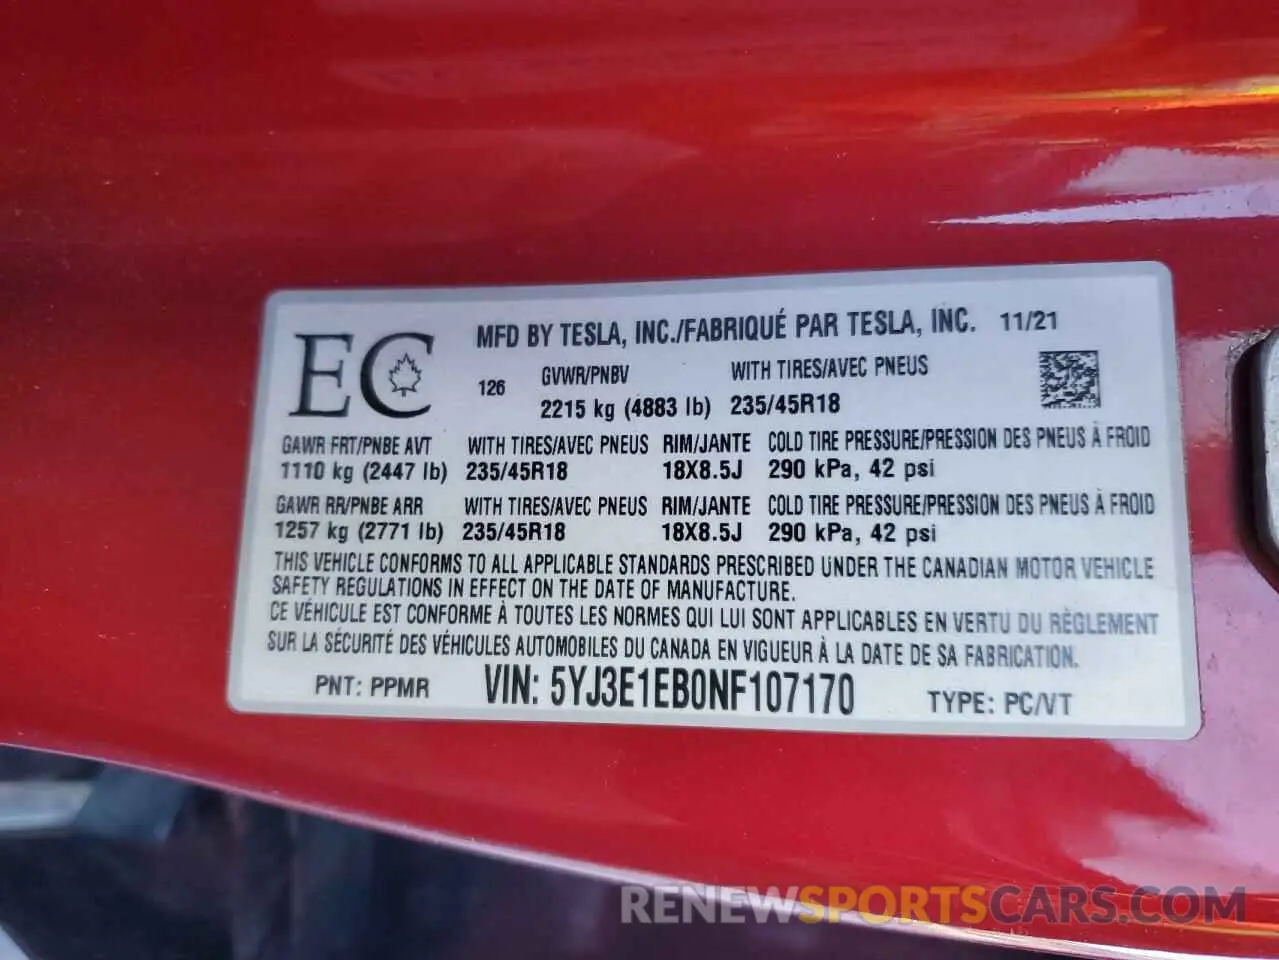 EC
MFD BY TESLA, INC./FABRIQUÉ PAR TESLA, INC. 11/21
126 GVWR/PNBV WITH TIRES/AVEC PNEUS
2215 kg (4883 lb) 235/45R18
GAWR FRT/PNBE AVT WITH TIRES/AVEC PNEUS RIM/JANTE COLD TIRE PRESSURE/PRESSION DES PNEUS À FROID
1110 kg (2447 lb) 235/45R18 18X8.5J 290 kPa, 42 psi
GAWR RR/PNBE ARR WITH TIRES/AVEC PNEUS RIM/JANTE COLD TIRE PRESSURE/PRESSION DES PNEUS À FROID
1257 kg (2771 lb) 235/45R18 18X8.5J 290 kPa, 42 psi
THIS VEHICLE CONFORMS TO ALL APPLICABLE STANDARDS PRESCRIBED UNDER THE CANADIAN MOTOR VEHICLE
SAFETY REGULATIONS IN EFFECT ON THE DATE OF MANUFACTURE.
CE VÉHICULE EST CONFORME À TOUTES LES NORMES QUI LUI SONT APPLICABLES EN VERTU DU RÈGLEMENT
SUR LA SÉCURITÉ DES VÉHICULES AUTOMOBILES DU CANADA EN VIGUEUR À LA DATE DE SA FABRICATION.
PNT: PPMR VIN: 5YJ3E1EB0NF107170 TYPE: PC/VT
RENEWSPORTSCARS.COM